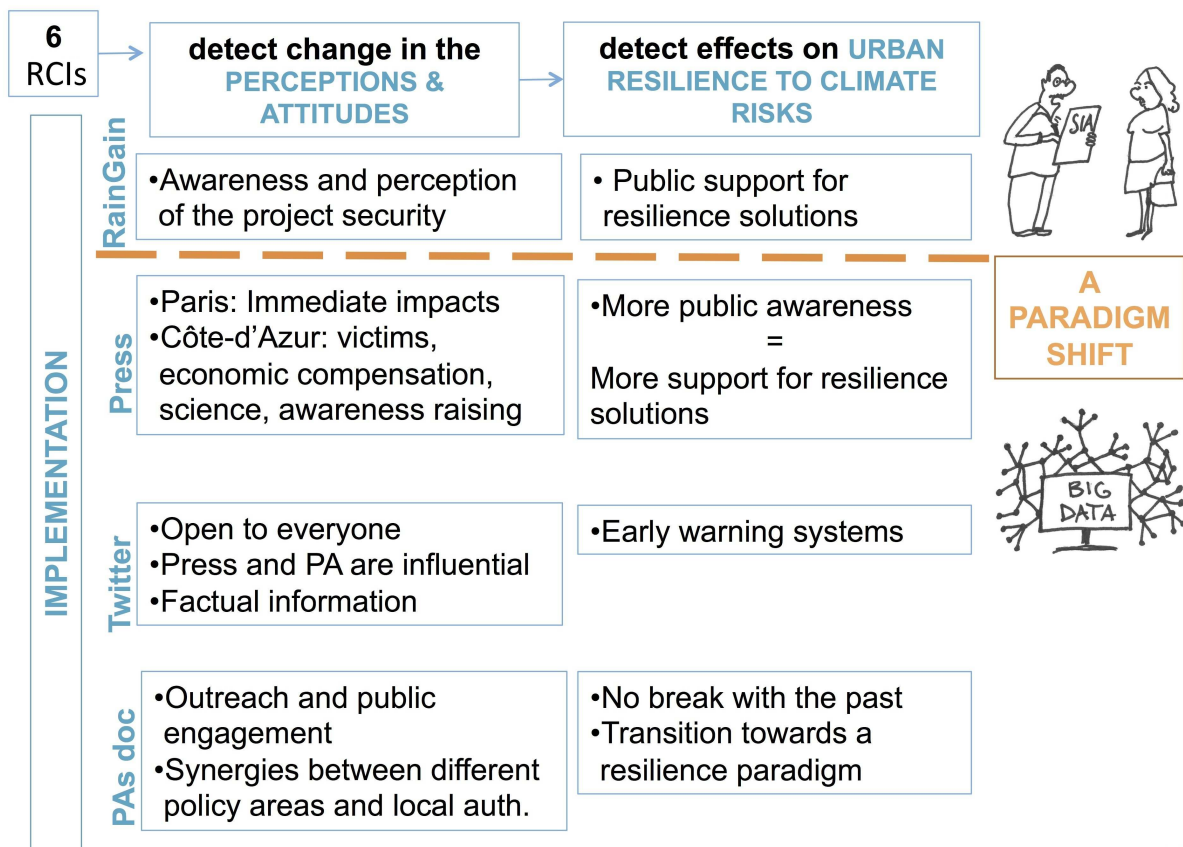 6
RCIs
detect change in the
PERCEPTIONS &
ATTITUDES
detect effects on URBAN
RESILIENCE TO CLIMATE
RISKS
SIA
IMPLEMENTATION
RainGain
•Awareness and perception
of the project security
• Public support for
resilience solutions
A
PARADIGM
SHIFT
Press
•Paris: Immediate impacts
•Côte-d’Azur: victims,
economic compensation,
science, awareness raising
•More public awareness
=
More support for resilience
solutions
BIG
DATA
Twitter
•Open to everyone
•Press and PA are influential
•Factual information
•Early warning systems
PAs doc
•Outreach and public
engagement
•Synergies between different
policy areas and local auth.
•No break with the past
•Transition towards a
resilience paradigm